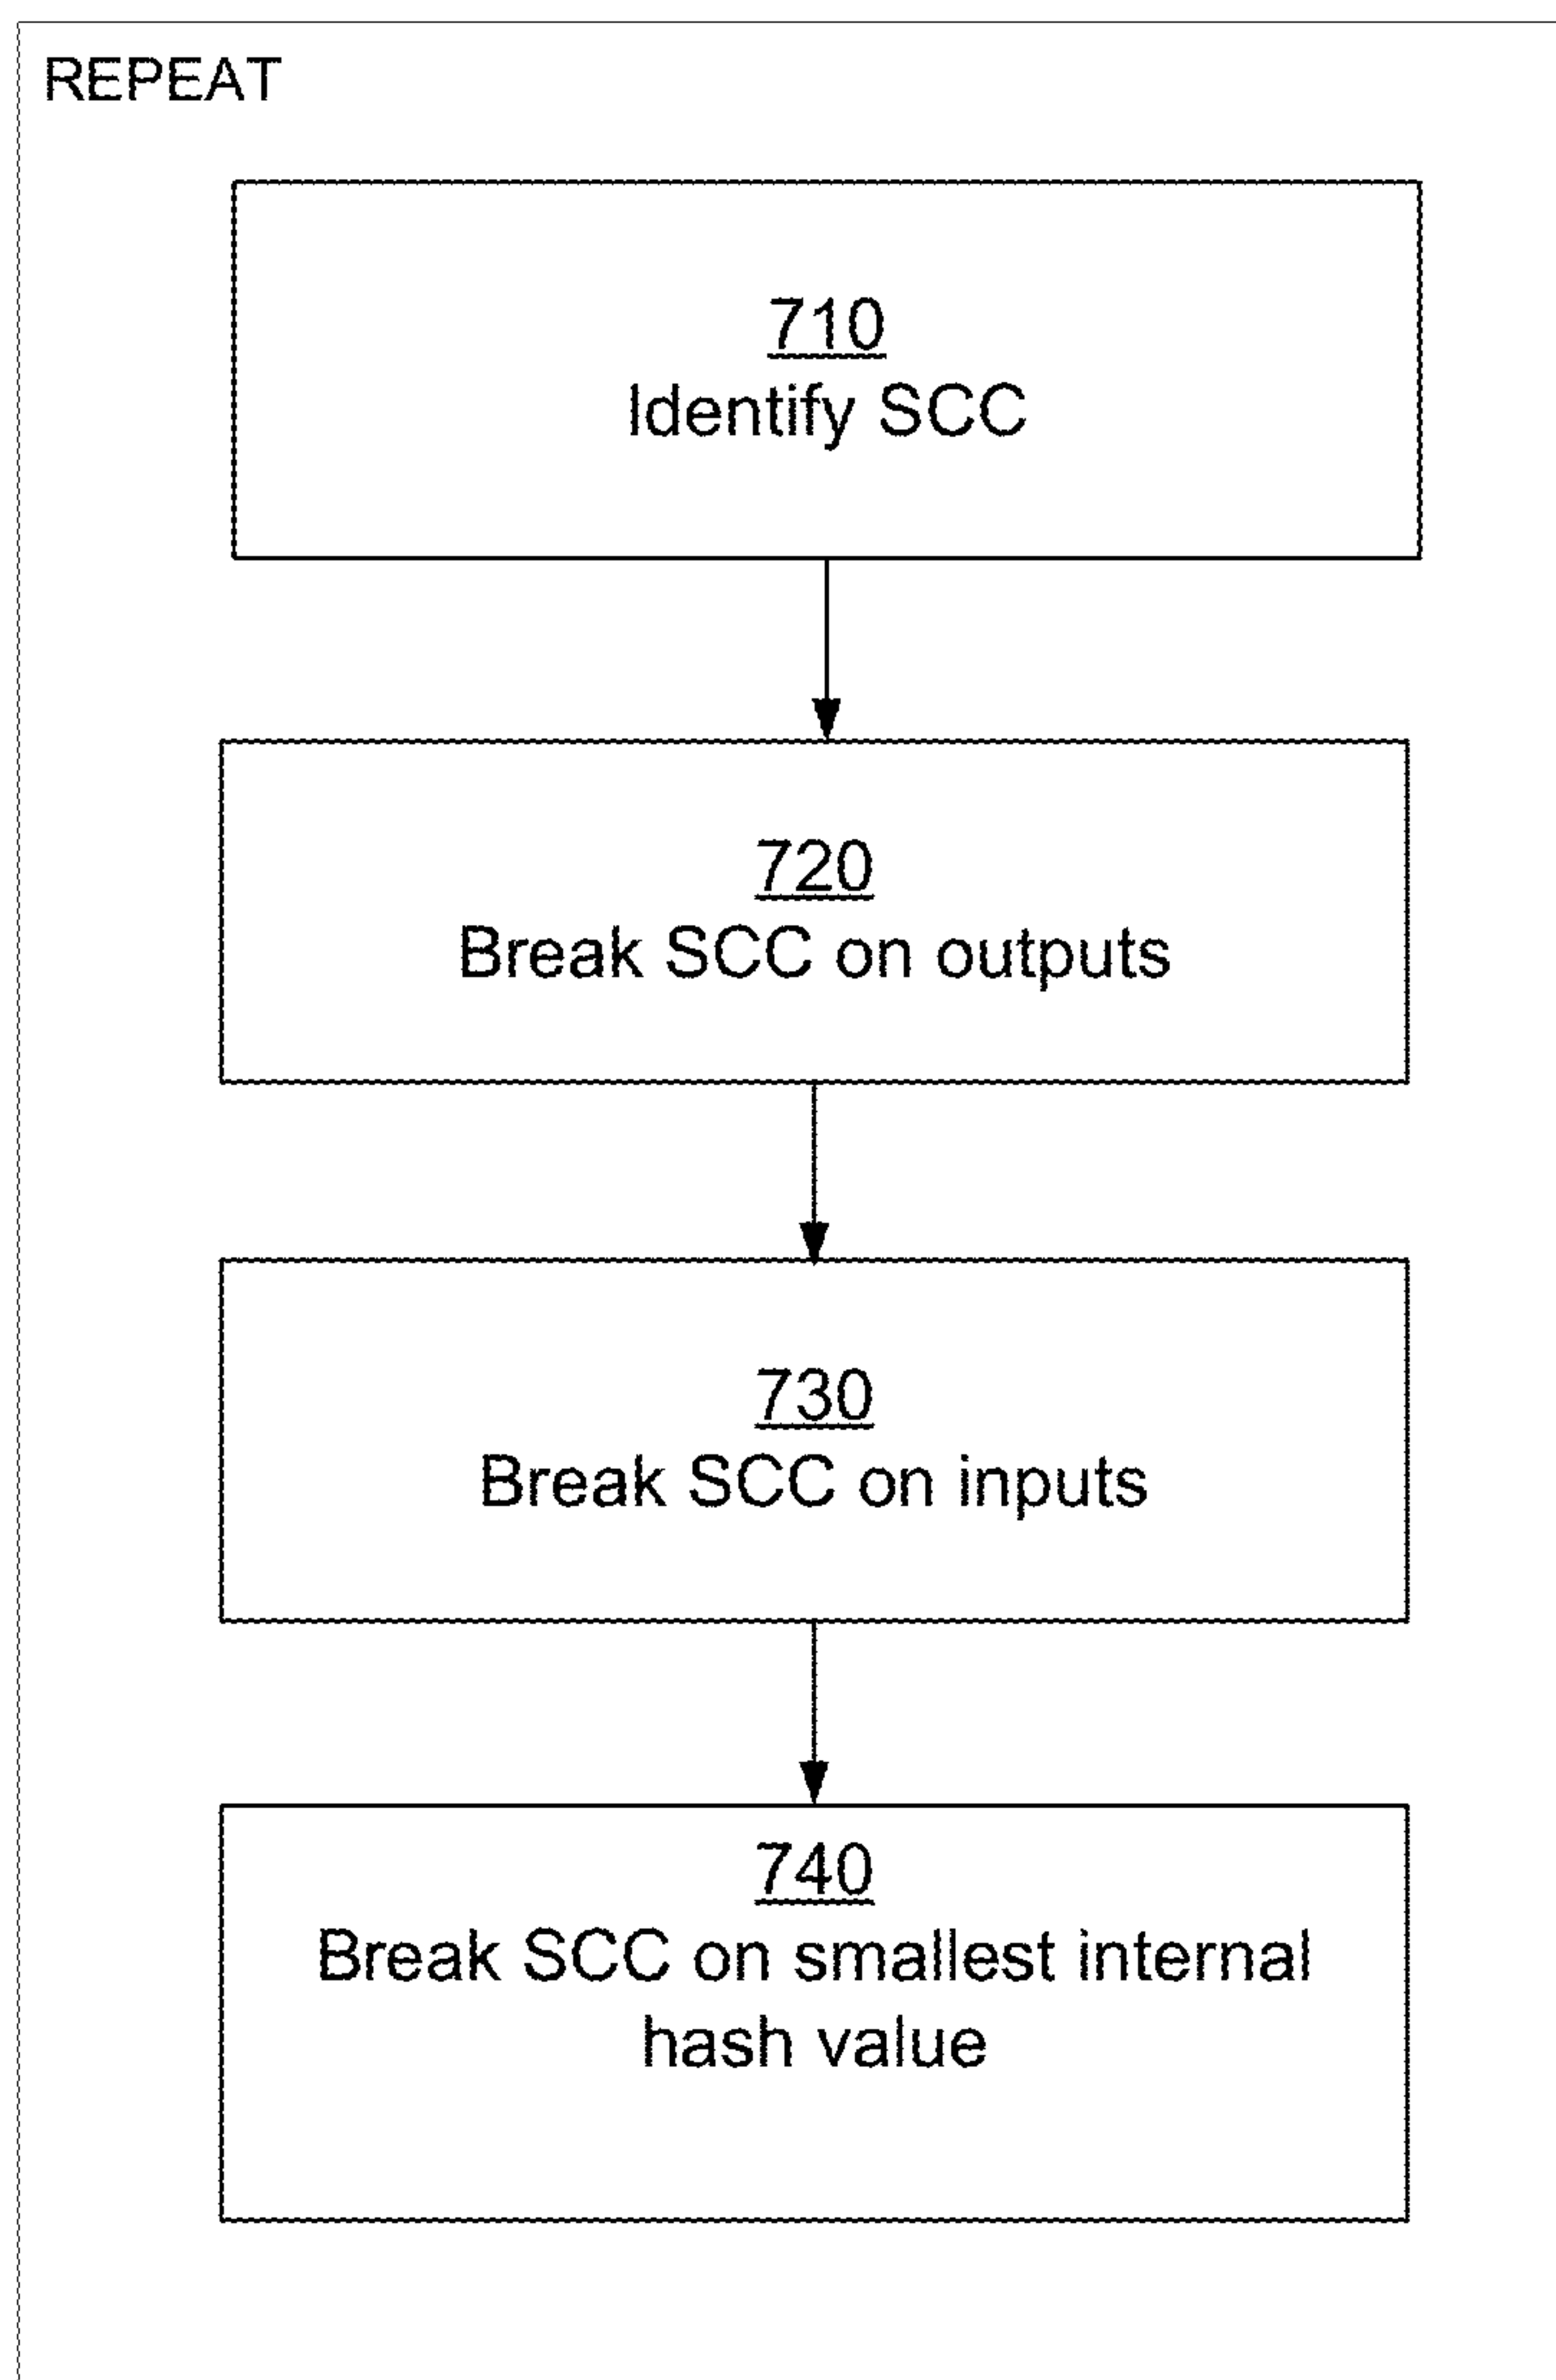 REPEAT
710
Identify SCC
720
Break SCC on outputs
730
Break SCC on inputs
740
Break SCC on smallest internal
hash value